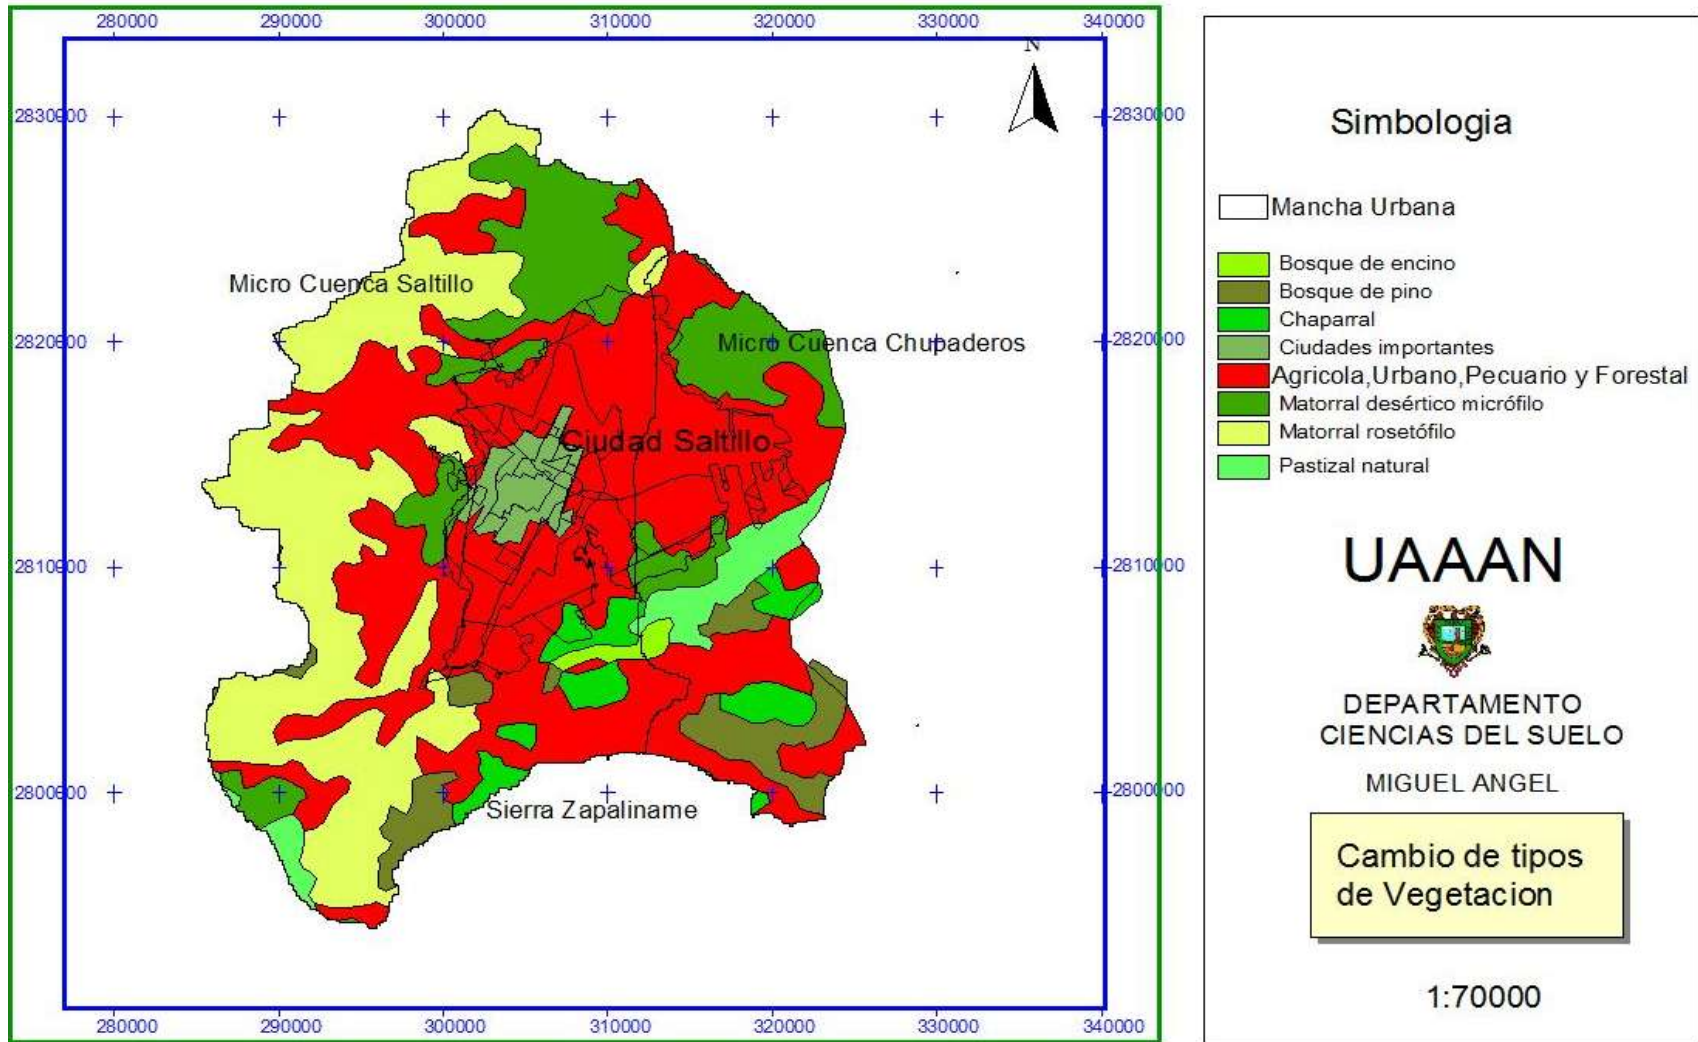 280000 290000 300000 310000 320000 330000 340000
N
2830000 2830000
Micro Cuenca Saltillo
2820000 Micro Cuenca Chupaderos 2820000
Ciudad Saltillo
2810000 2810000
2800000 2800000
Sierra Zapaliname
280000 290000 300000 310000 320000 330000 340000
Simbologia
Mancha Urbana
Bosque de encino
Bosque de pino
Chaparral
Ciudades importantes
Agricola,Urbano,Pecuario y Forestal
Matorral desértico micrófilo
Matorral rosetófilo
Pastizal natural
UAAAN
DEPARTAMENTO
CIENCIAS DEL SUELO
MIGUEL ANGEL
Cambio de tipos
de Vegetacion
1:70000